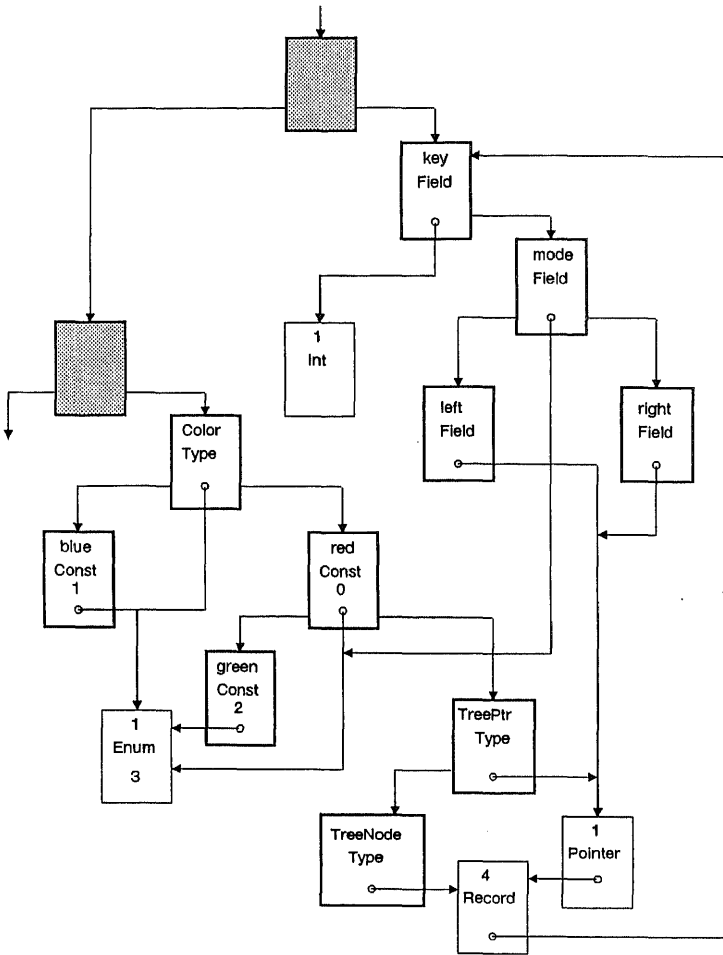 key
Field
mode
Field
1
Int
left
Field
right
Field
Color
Type
blue
Const
1
red
Const
0
green
Const
2
1
Enum
3
TreePtr
Type
TreeNode
Type
1
Pointer
4
Record